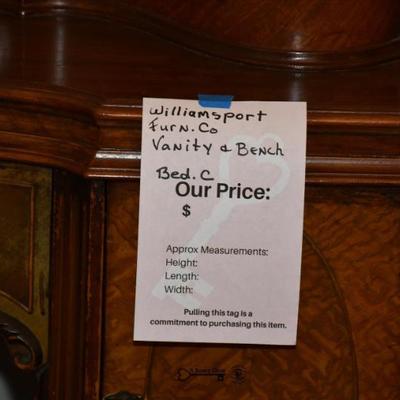 Williamsport
Furn. Co
Vanity & Bench
Bed. C
Our Price:
$
Approx Measurements:
Height:
Length:
Width:
Pulling this tag is a
commitment to purchasing this item.